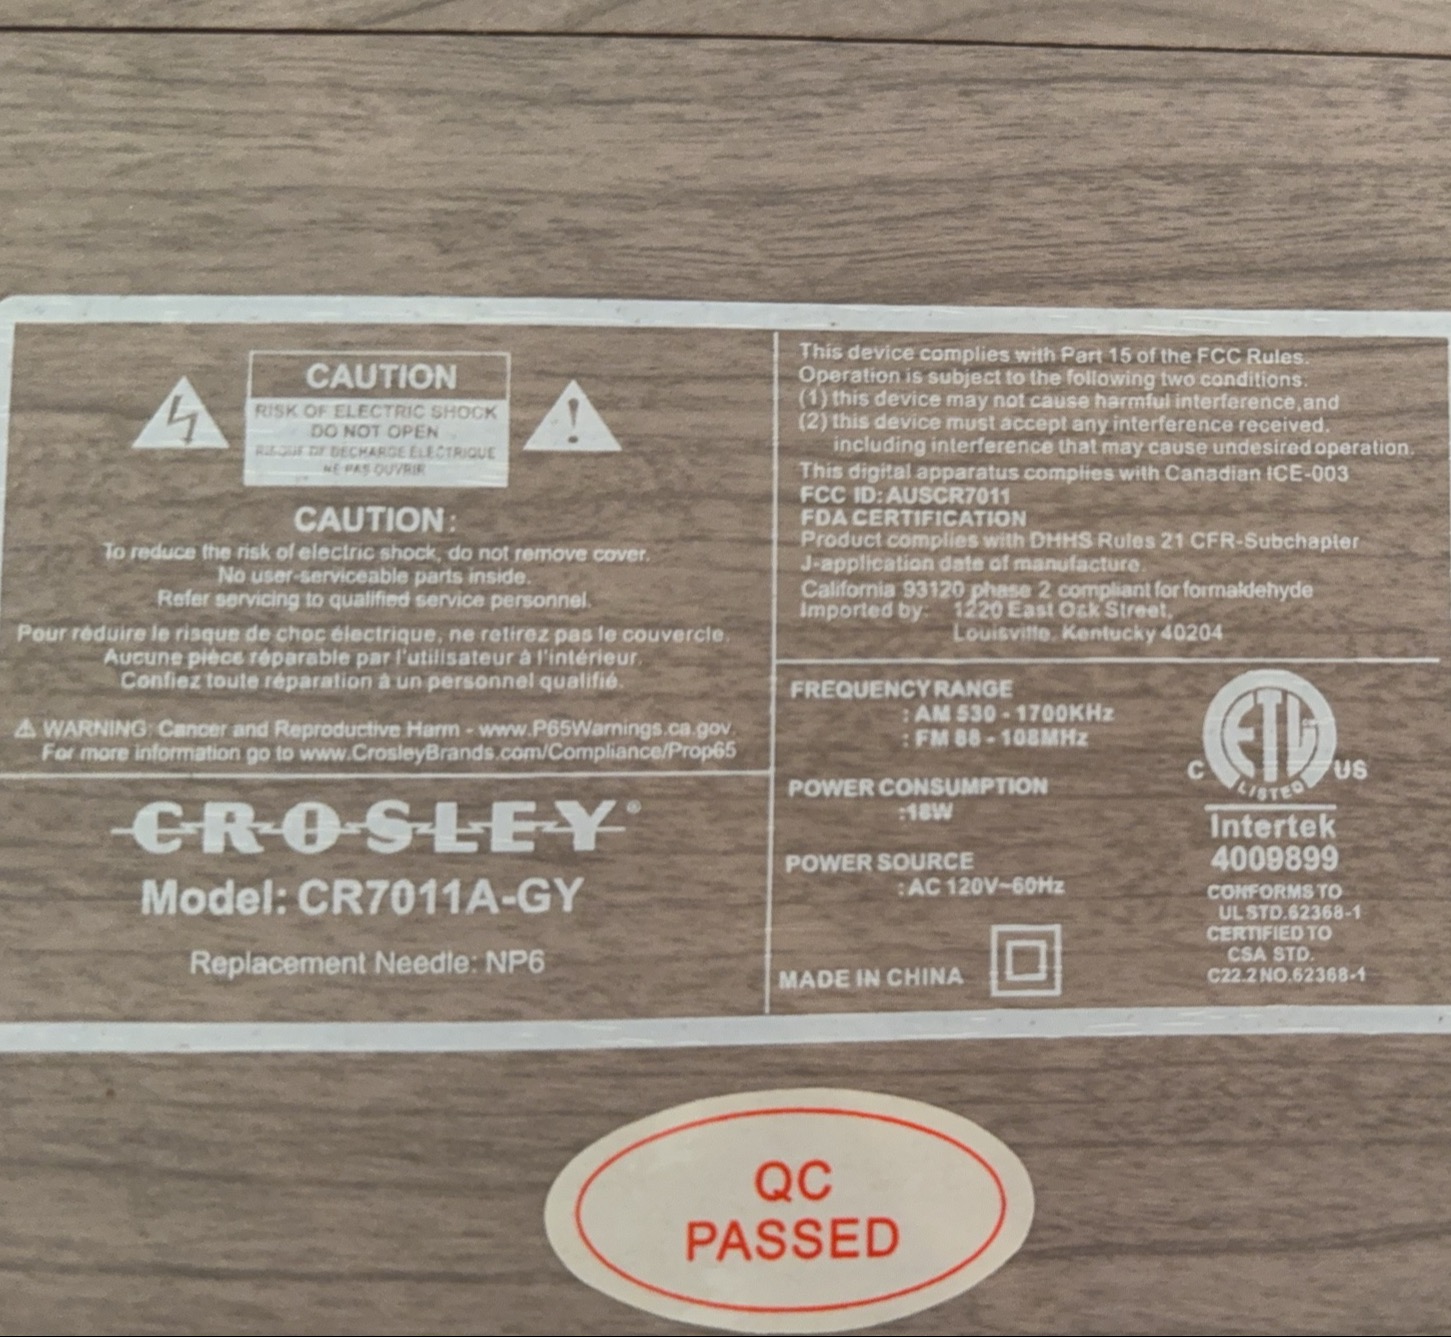 CAUTION
RISK OF ELECTRIC SHOCK
DO NOT OPEN
RISQUE DE DECHARGE ELECTRIQUE
NE PAS OUVRIR
CAUTION:
To reduce the risk of electric shock, do not remove cover.
No user-serviceable parts inside.
Refer servicing to qualified service personnel.
Pour réduire le risque de choc électrique, ne retirez pas le couvercle.
Aucune pièce réparable par l'utilisateur à l'intérieur.
Confiez toute réparation à un personnel qualifié.
⚠ WARNING: Cancer and Reproductive Harm - www.P65Warnings.ca.gov.
For more information go to www.CrosleyBrands.com/Compliance/Prop65
CROSLEY®
Model: CR7011A-GY
Replacement Needle: NP6
This device complies with Part 15 of the FCC Rules.
Operation is subject to the following two conditions.
(1) this device may not cause harmful interference,and
(2) this device must accept any interference received.
including interference that may cause undesired operation.
This digital apparatus complies with Canadian ICE-003
FCC ID: AUSCR7011
FDA CERTIFICATION
Product complies with DHHS Rules 21 CFR-Subchapter
J-application date of manufacture.
California 93120 phase 2 compliant for formaldehyde
Imported by: 1220 East Oak Street,
Louisville, Kentucky 40204
FREQUENCY RANGE
: AM 530 - 1700KHz
: FM 88 - 108MHz
POWER CONSUMPTION
:18W
POWER SOURCE
: AC 120V~60Hz
MADE IN CHINA
ETL
C LISTED US
Intertek
4009899
CONFORMS TO
UL STD.62368-1
CERTIFIED TO
CSA STD.
C22.2 NO.62368-1
QC
PASSED